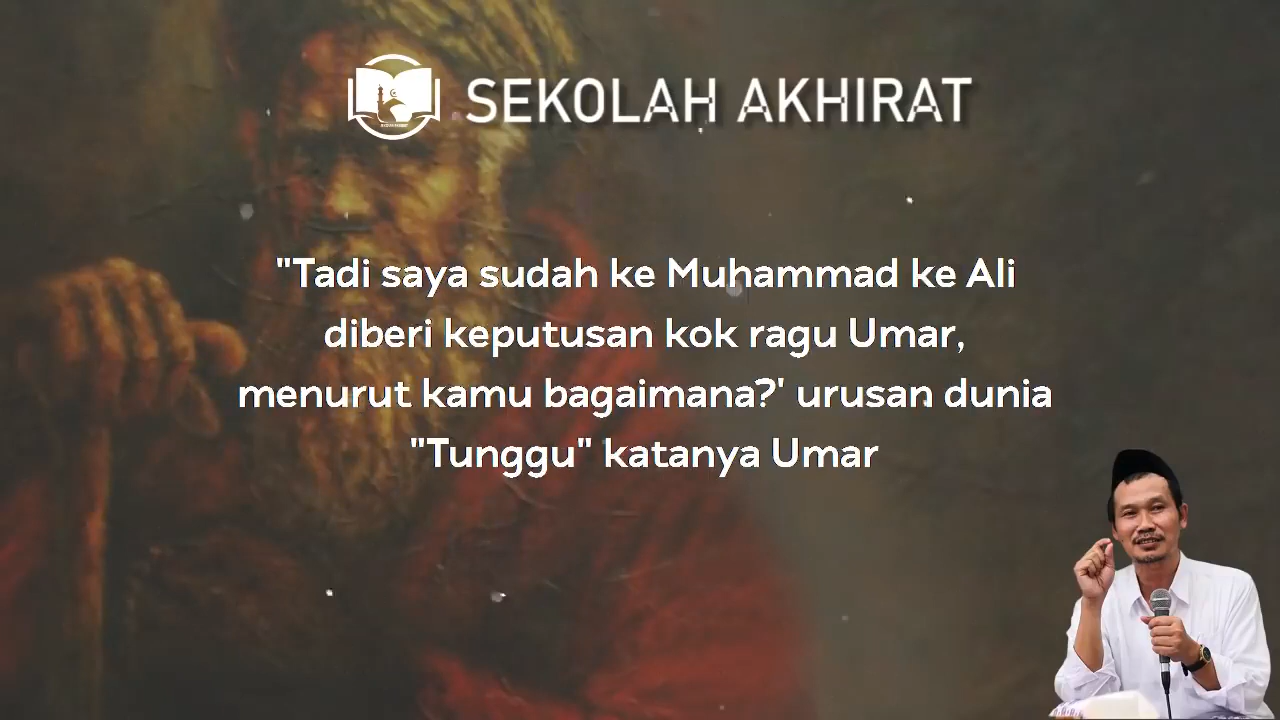 SEKOLAH AKHIRAT
"Tadi saya sudah ke Muhammad ke Ali
diberi keputusan kok ragu Umar,
menurut kamu bagaimana?' urusan dunia
"Tunggu" katanya Umar